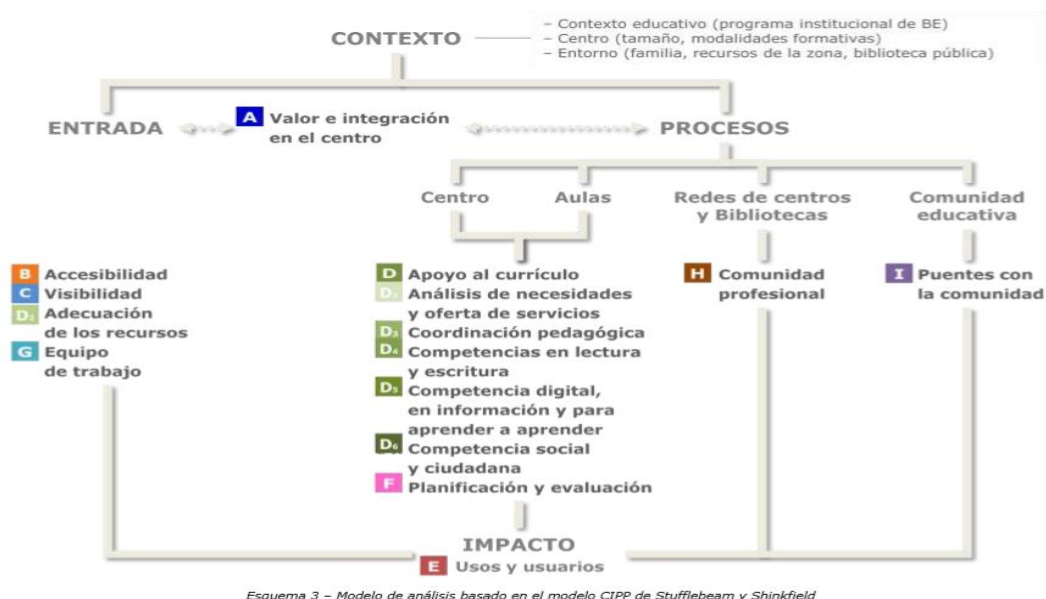 CONTEXTO
– Contexto educativo (programa institucional de BE)
– Centro (tamaño, modalidades formativas)
– Entorno (familia, recursos de la zona, biblioteca pública)
ENTRADA
A Valor e integración
en el centro
PROCESOS
Centro
Aulas
Redes de centros
y Bibliotecas
Comunidad
educativa
B Accesibilidad
C Visibilidad
D₂ Adecuación
de los recursos
G Equipo
de trabajo
D Apoyo al currículo
D₁ Análisis de necesidades
y oferta de servicios
D₃ Coordinación pedagógica
D₄ Competencias en lectura
y escritura
D₅ Competencia digital,
en información y para
aprender a aprender
D₆ Competencia social
y ciudadana
F Planificación y evaluación
H Comunidad
profesional
I Puentes con
la comunidad
IMPACTO
E Usos y usuarios
Esquema 3 – Modelo de análisis basado en el modelo CIPP de Stufflebeam y Shinkfield